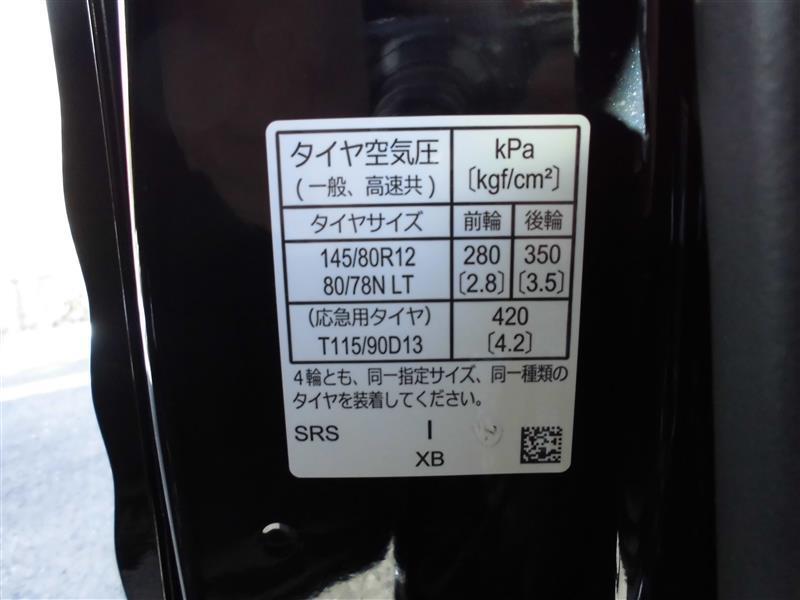 タイヤ空気圧 kPa
(一般、高速共) 〔kgf/cm²〕
タイヤサイズ 前輪 後輪
145/80R12 280 350
80/78N LT 〔2.8〕 〔3.5〕
(応急用タイヤ) 420
T115/90D13 〔4.2〕
4輪とも、同一指定サイズ、同一種類の
タイヤを装着してください。
SRS I
XB